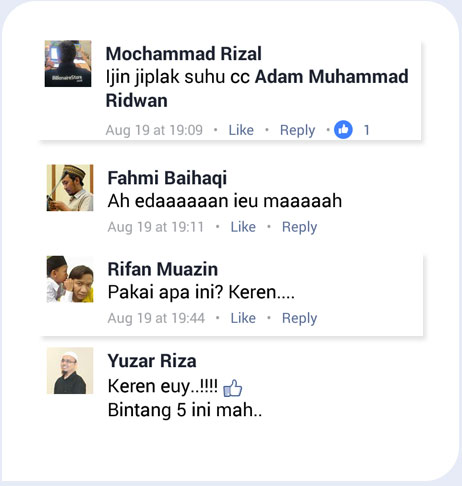 Mochammad Rizal
Ijin jiplak suhu cc Adam Muhammad
Ridwan
Aug 19 at 19:09 • Like • Reply • 1
Fahmi Baihaqi
Ah edaaaaaan ieu maaaaah
Aug 19 at 19:11 • Like • Reply
Rifan Muazin
Pakai apa ini? Keren....
Aug 19 at 19:44 • Like • Reply
Yuzar Riza
Keren euy..!!!!
Bintang 5 ini mah..